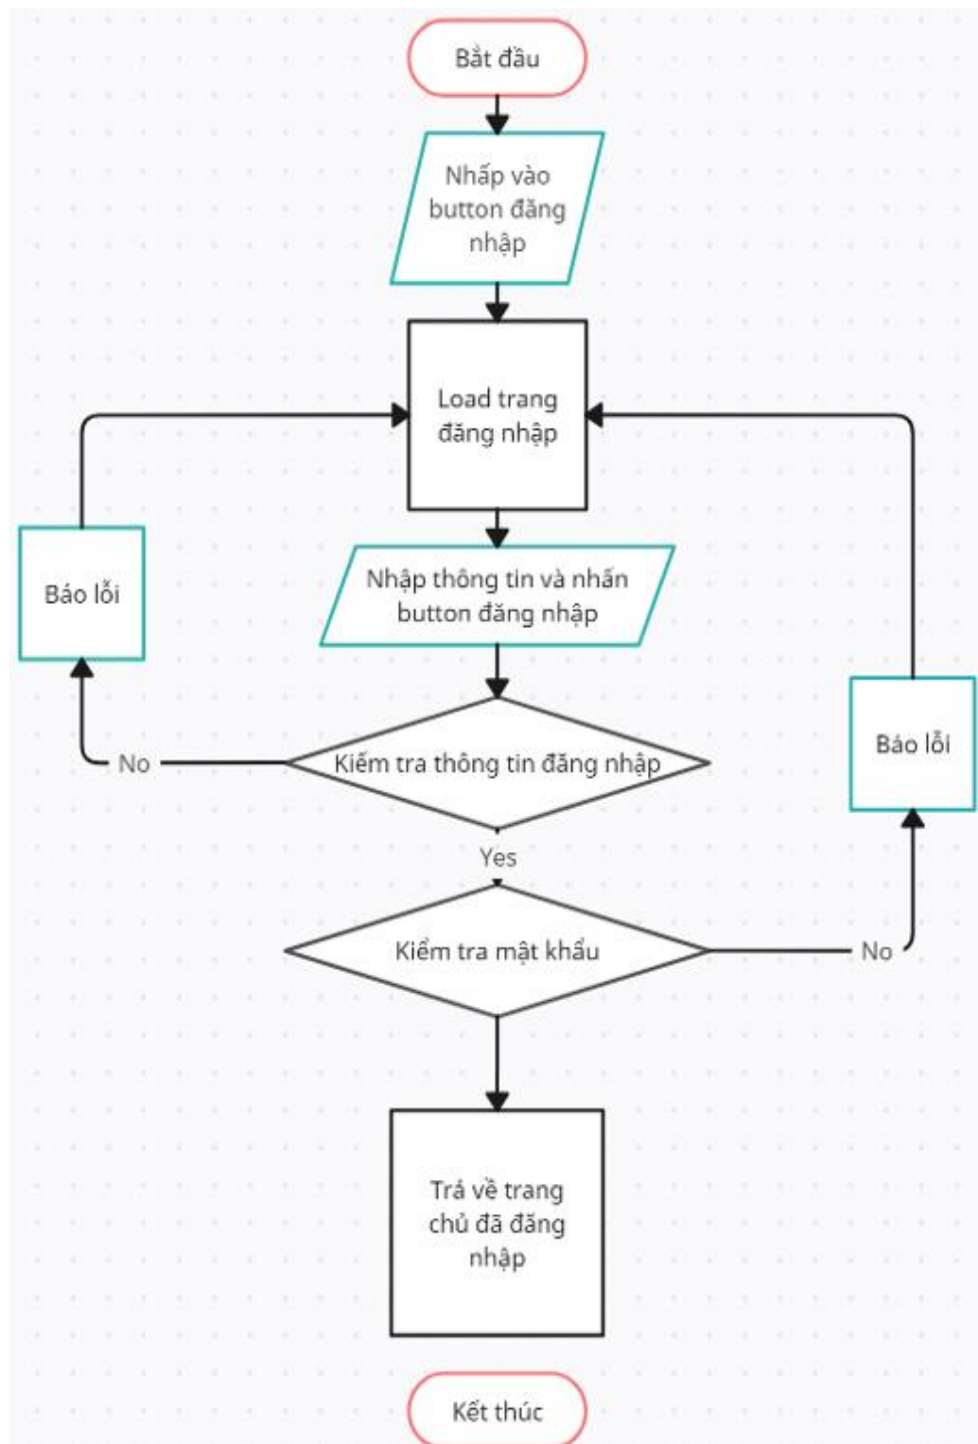 Bắt đầu
Nhấp vào
button đăng
nhập
Load trang
đăng nhập
Báo lỗi
Nhập thông tin và nhấn
button đăng nhập
No
Kiểm tra thông tin đăng nhập
Báo lỗi
Yes
Kiểm tra mật khẩu
No
Trả về trang
chủ đã đăng
nhập
Kết thúc